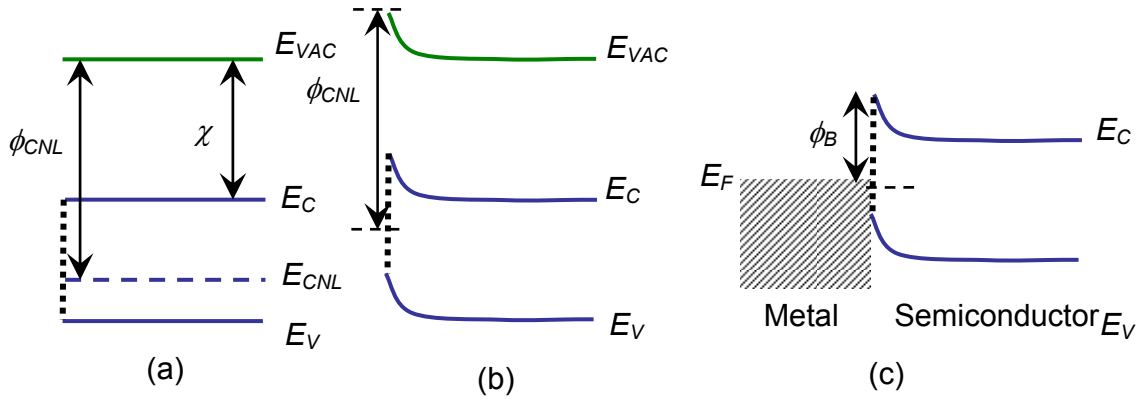 E_VAC
ϕ_CNL
χ
E_C
E_CNL
E_V
(a)
E_VAC
ϕ_CNL
E_C
E_V
(b)
ϕ_B
E_C
E_F
Metal
Semiconductor
E_V
(c)